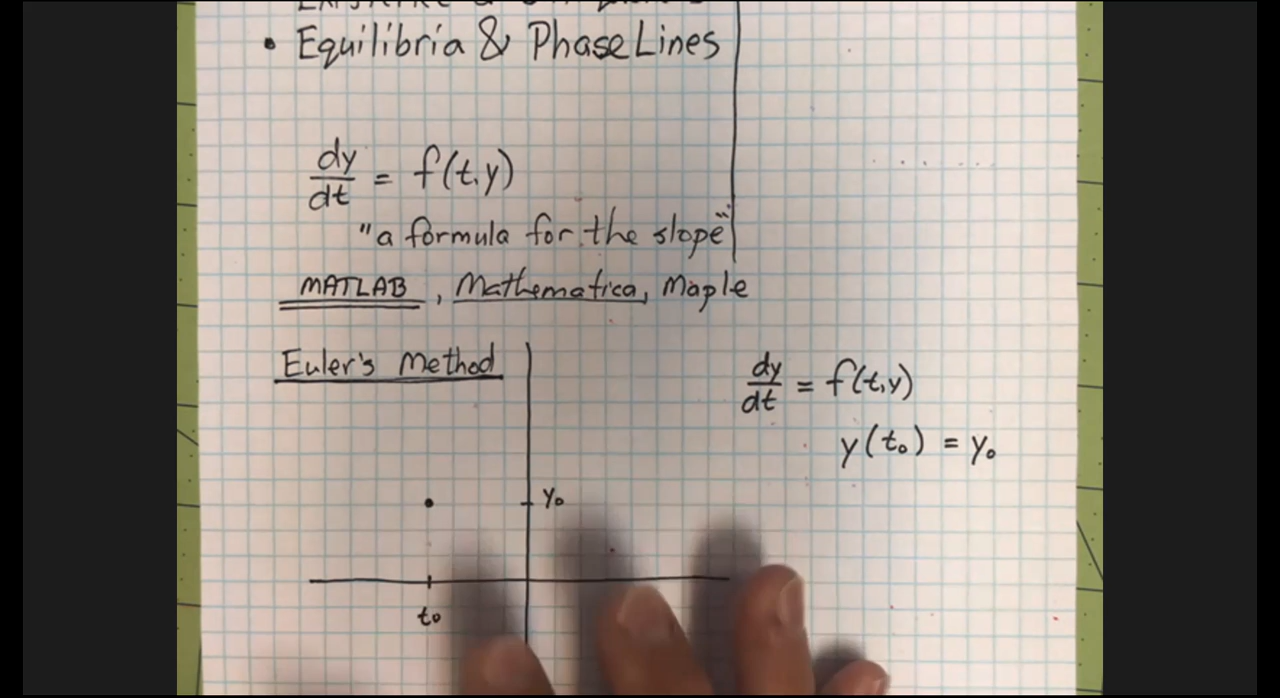 • Equilibria & Phase Lines
dy/dt = f(t,y)
"a formula for the slope"
MATLAB, Mathematica, Maple
Euler's Method
dy/dt = f(t,y)
y(t₀) = y₀
y₀
t₀